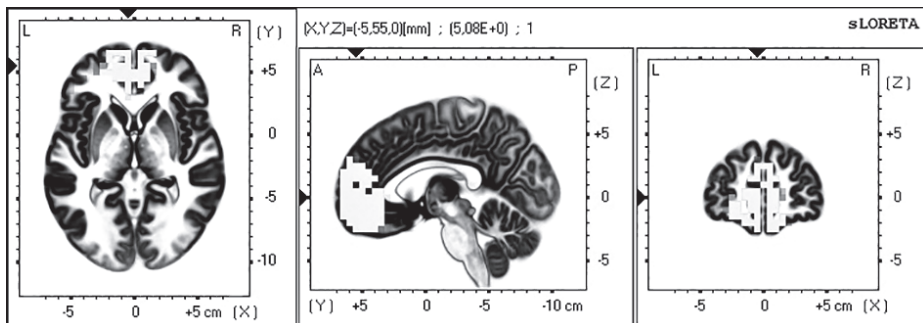 (X,Y,Z)=(-5,55,0)[mm] ; (5,08E+0) ; 1
sLORETA
L R (Y)
+5
0
-5
-10
-5 0 +5 cm (X)
A P (Z)
+5
0
-5
(Y) +5 0 -5 -10 cm
L R (Z)
+5
0
-5
-5 0 +5 cm (X)